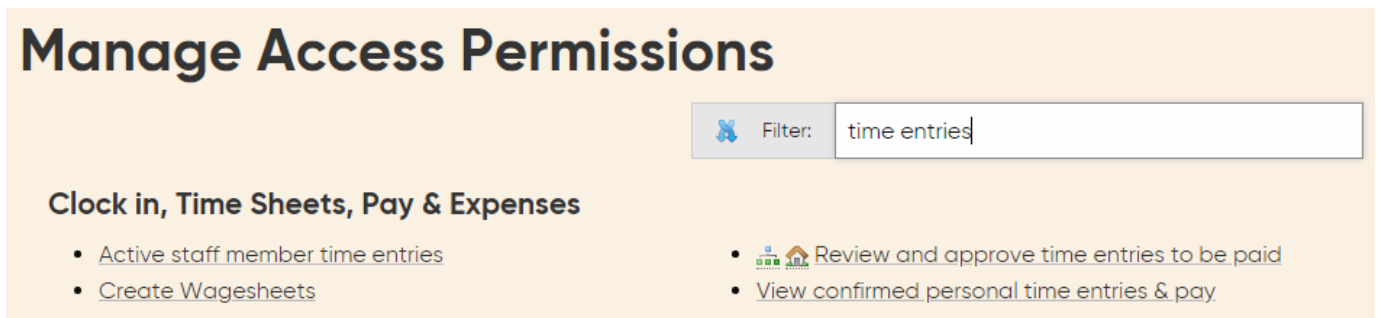 Manage Access Permissions
Filter: time entries
Clock in, Time Sheets, Pay & Expenses
Active staff member time entries
Create Wagesheets
Review and approve time entries to be paid
View confirmed personal time entries & pay